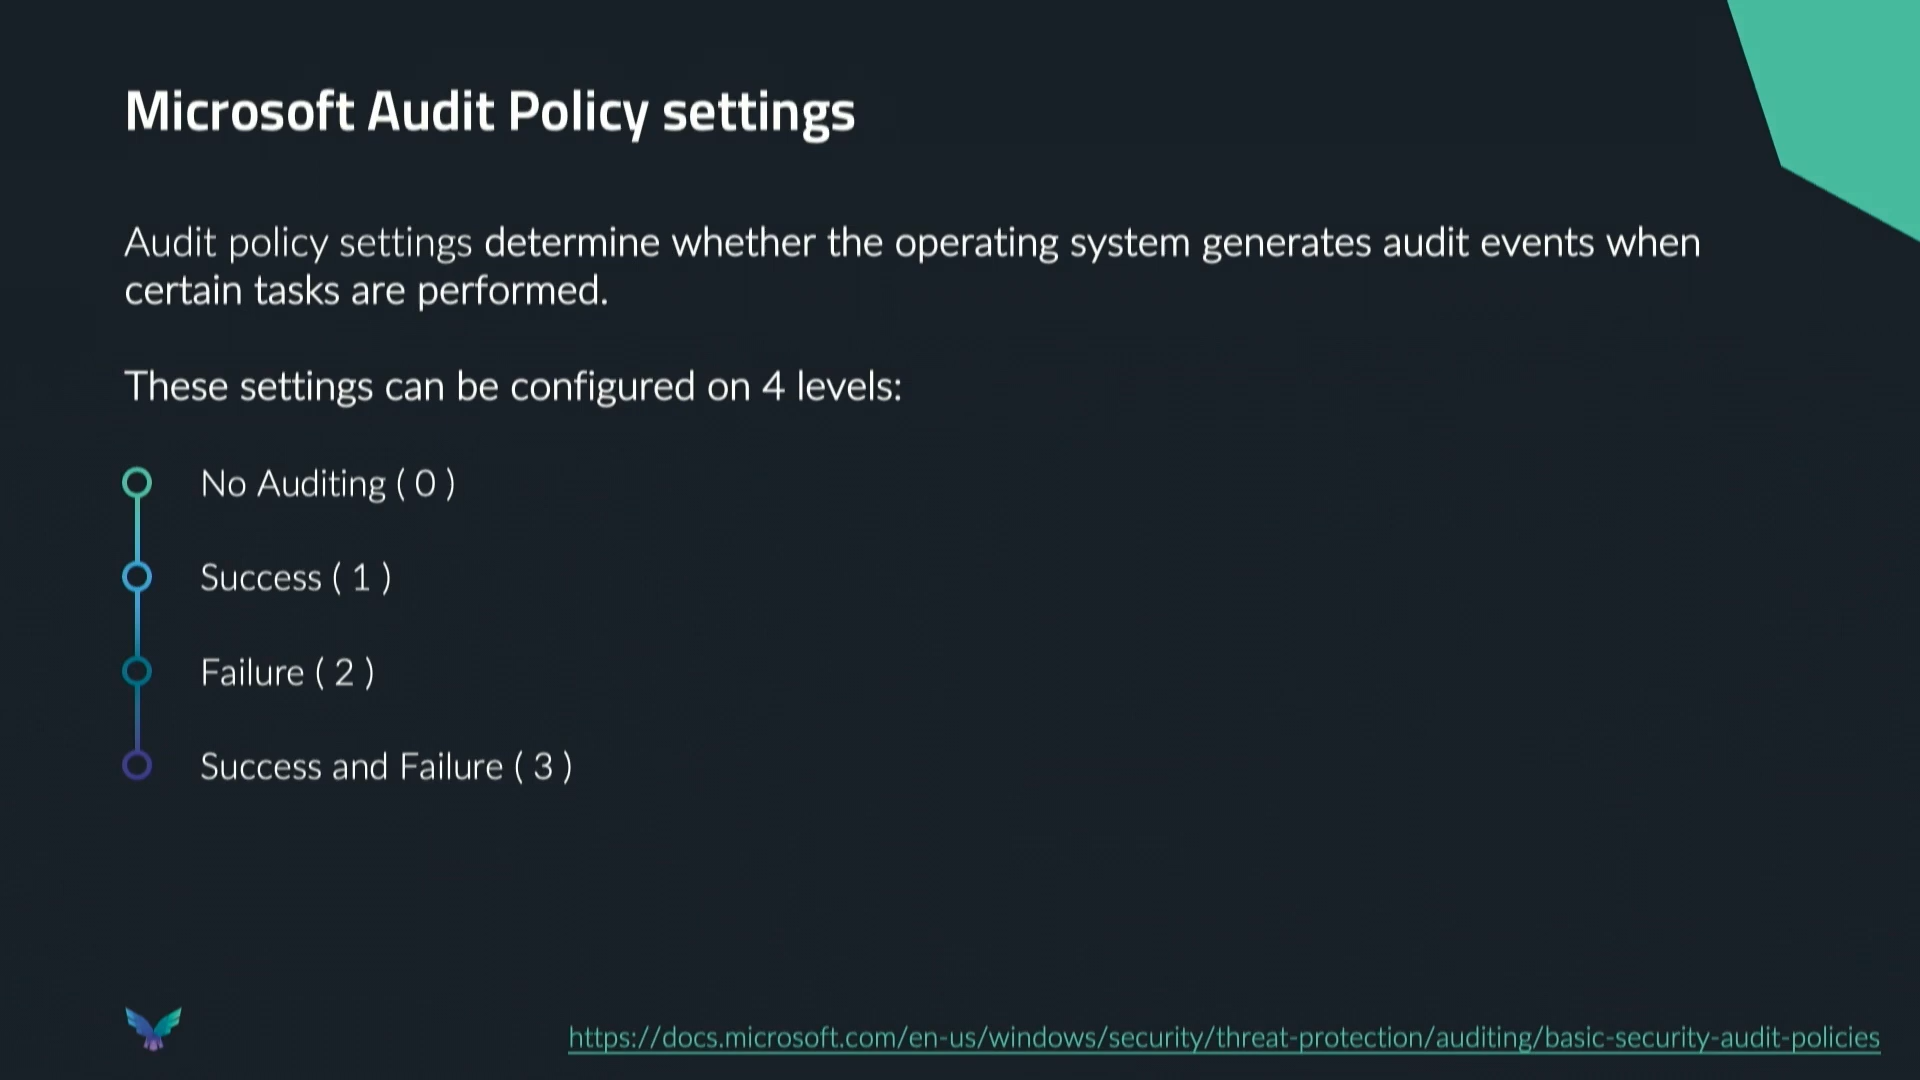 Microsoft Audit Policy settings
Audit policy settings determine whether the operating system generates audit events when
certain tasks are performed.
These settings can be configured on 4 levels:
No Auditing ( 0 )
Success ( 1 )
Failure ( 2 )
Success and Failure ( 3 )
https://docs.microsoft.com/en-us/windows/security/threat-protection/auditing/basic-security-audit-policies